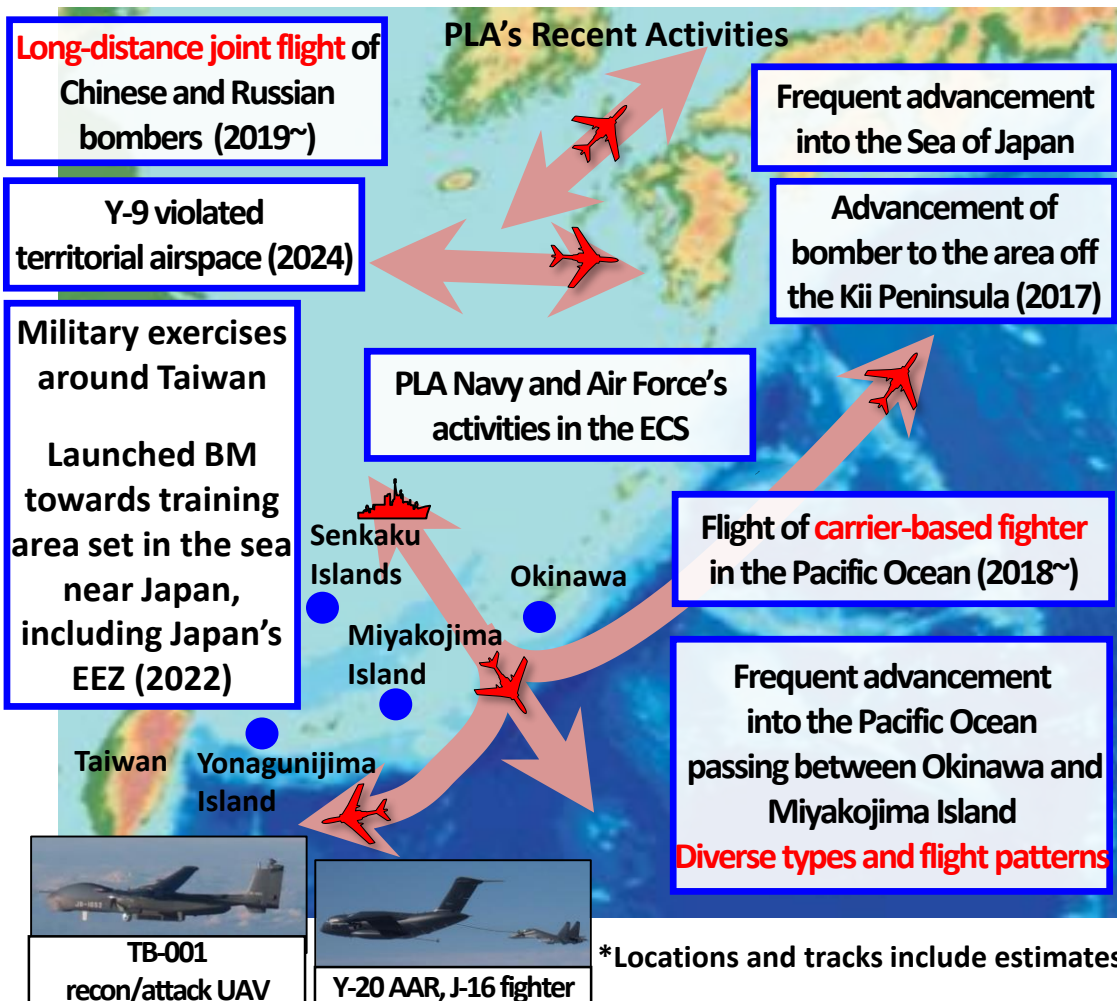 PLA's Recent Activities
Long-distance joint flight of
Chinese and Russian
bombers (2019~)
Frequent advancement
into the Sea of Japan
Y-9 violated
territorial airspace (2024)
Advancement of
bomber to the area off
the Kii Peninsula (2017)
Military exercises
around Taiwan
Launched BM
towards training
area set in the sea
near Japan,
including Japan's
EEZ (2022)
PLA Navy and Air Force's
activities in the ECS
Senkaku
Islands
Okinawa
Miyakojima
Island
Flight of carrier-based fighter
in the Pacific Ocean (2018~)
Frequent advancement
into the Pacific Ocean
passing between Okinawa and
Miyakojima Island
Diverse types and flight patterns
Taiwan
Yonagunijima
Island
TB-001
recon/attack UAV
Y-20 AAR, J-16 fighter
*Locations and tracks include estimates